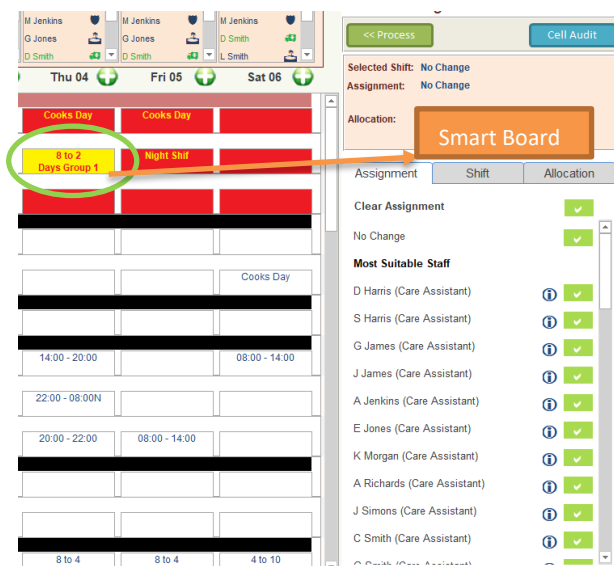 M Jenkins M Jenkins M Jenkins
G Jones G Jones D Smith
D Smith D Smith L Smith
Thu 04 Fri 05 Sat 06
Cooks Day Cooks Day
8 to 2 Night Shif
Days Group 1
Cooks Day
14:00 - 20:00 08:00 - 14:00
22:00 - 08:00N
20:00 - 22:00 08:00 - 14:00
8 to 4 8 to 4 4 to 10
<< Process Cell Audit
Selected Shift: No Change
Assignment: No Change
Allocation:
Smart Board
Assignment Shift Allocation
Clear Assignment
No Change
Most Suitable Staff
D Harris (Care Assistant)
S Harris (Care Assistant)
G James (Care Assistant)
J James (Care Assistant)
A Jenkins (Care Assistant)
E Jones (Care Assistant)
K Morgan (Care Assistant)
A Richards (Care Assistant)
J Simons (Care Assistant)
C Smith (Care Assistant)
G Smith (Care Assistant)